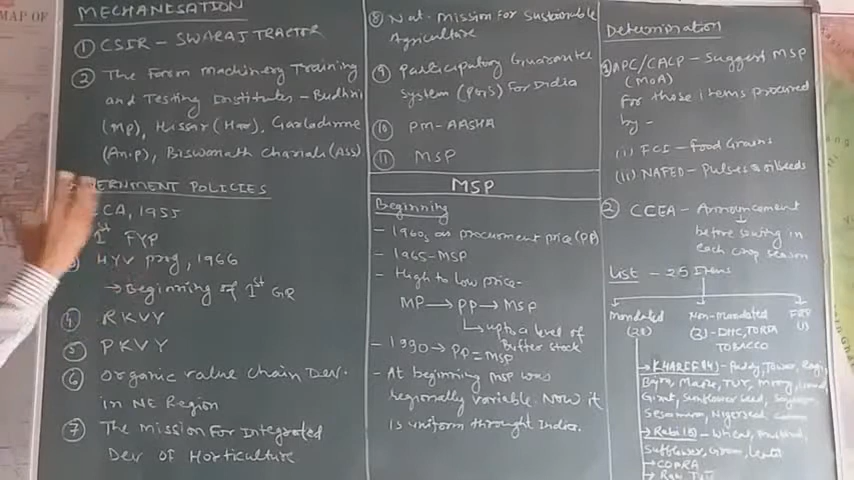 MAP OF
MECHANISATION
① CSIR - SWARAJ TRACTOR
② The Farm Machinery Training
and Testing Institutes - Budhni
(MP), Hissar (Har), Garladinne
(An.P), Biswanath Chariali (ASS)
ERNMENT POLICIES
ECA, 1955
1st FYP
HYV prog, 1966
→ Beginning of 1st GR
④ RKVY
⑤ PKVY
⑥ Organic value chain Dev.
in NE Region
⑦ The mission For Integrated
Dev of Horticulture
⑧ Nat. Mission For Sustainable
Agriculture
⑨ Participatory Guarantee
system (PGS) For India
⑩ PM-AASHA
⑪ MSP
MSP
Beginning
- 1960s as procurement price (PP)
- 1965 - MSP
- High to low price -
MP → PP → MSP
↳ upto a level of
Buffer stock
- 1990 → PP = MSP
- At beginning MSP was
regionally variable. Now it
is uniform throught India.
Determination
① APC/CACP - Suggest MSP
(MoA)
For those items procured
by -
(i) FCI - Food Grains
(ii) NAFED - Pulses & oilseeds
② CCEA - Announcement
before sowing in
each crop season
List - 25 Items
Mandated
Non-Mandated
FRP
(1)
(3) - DHC, TORIA
TOBACCO
→ KHARIF (14) - Paddy, Jowar, Ragi,
Bajra, Maize, TUR, Moong, Urad
Gnut, Sunflower Seed, Soyabean
Sesamum, Nigerseed,
→ Rabi - Wheat,
Safflower, Gram, Lentil
→ COPRA
→ Raw Jute